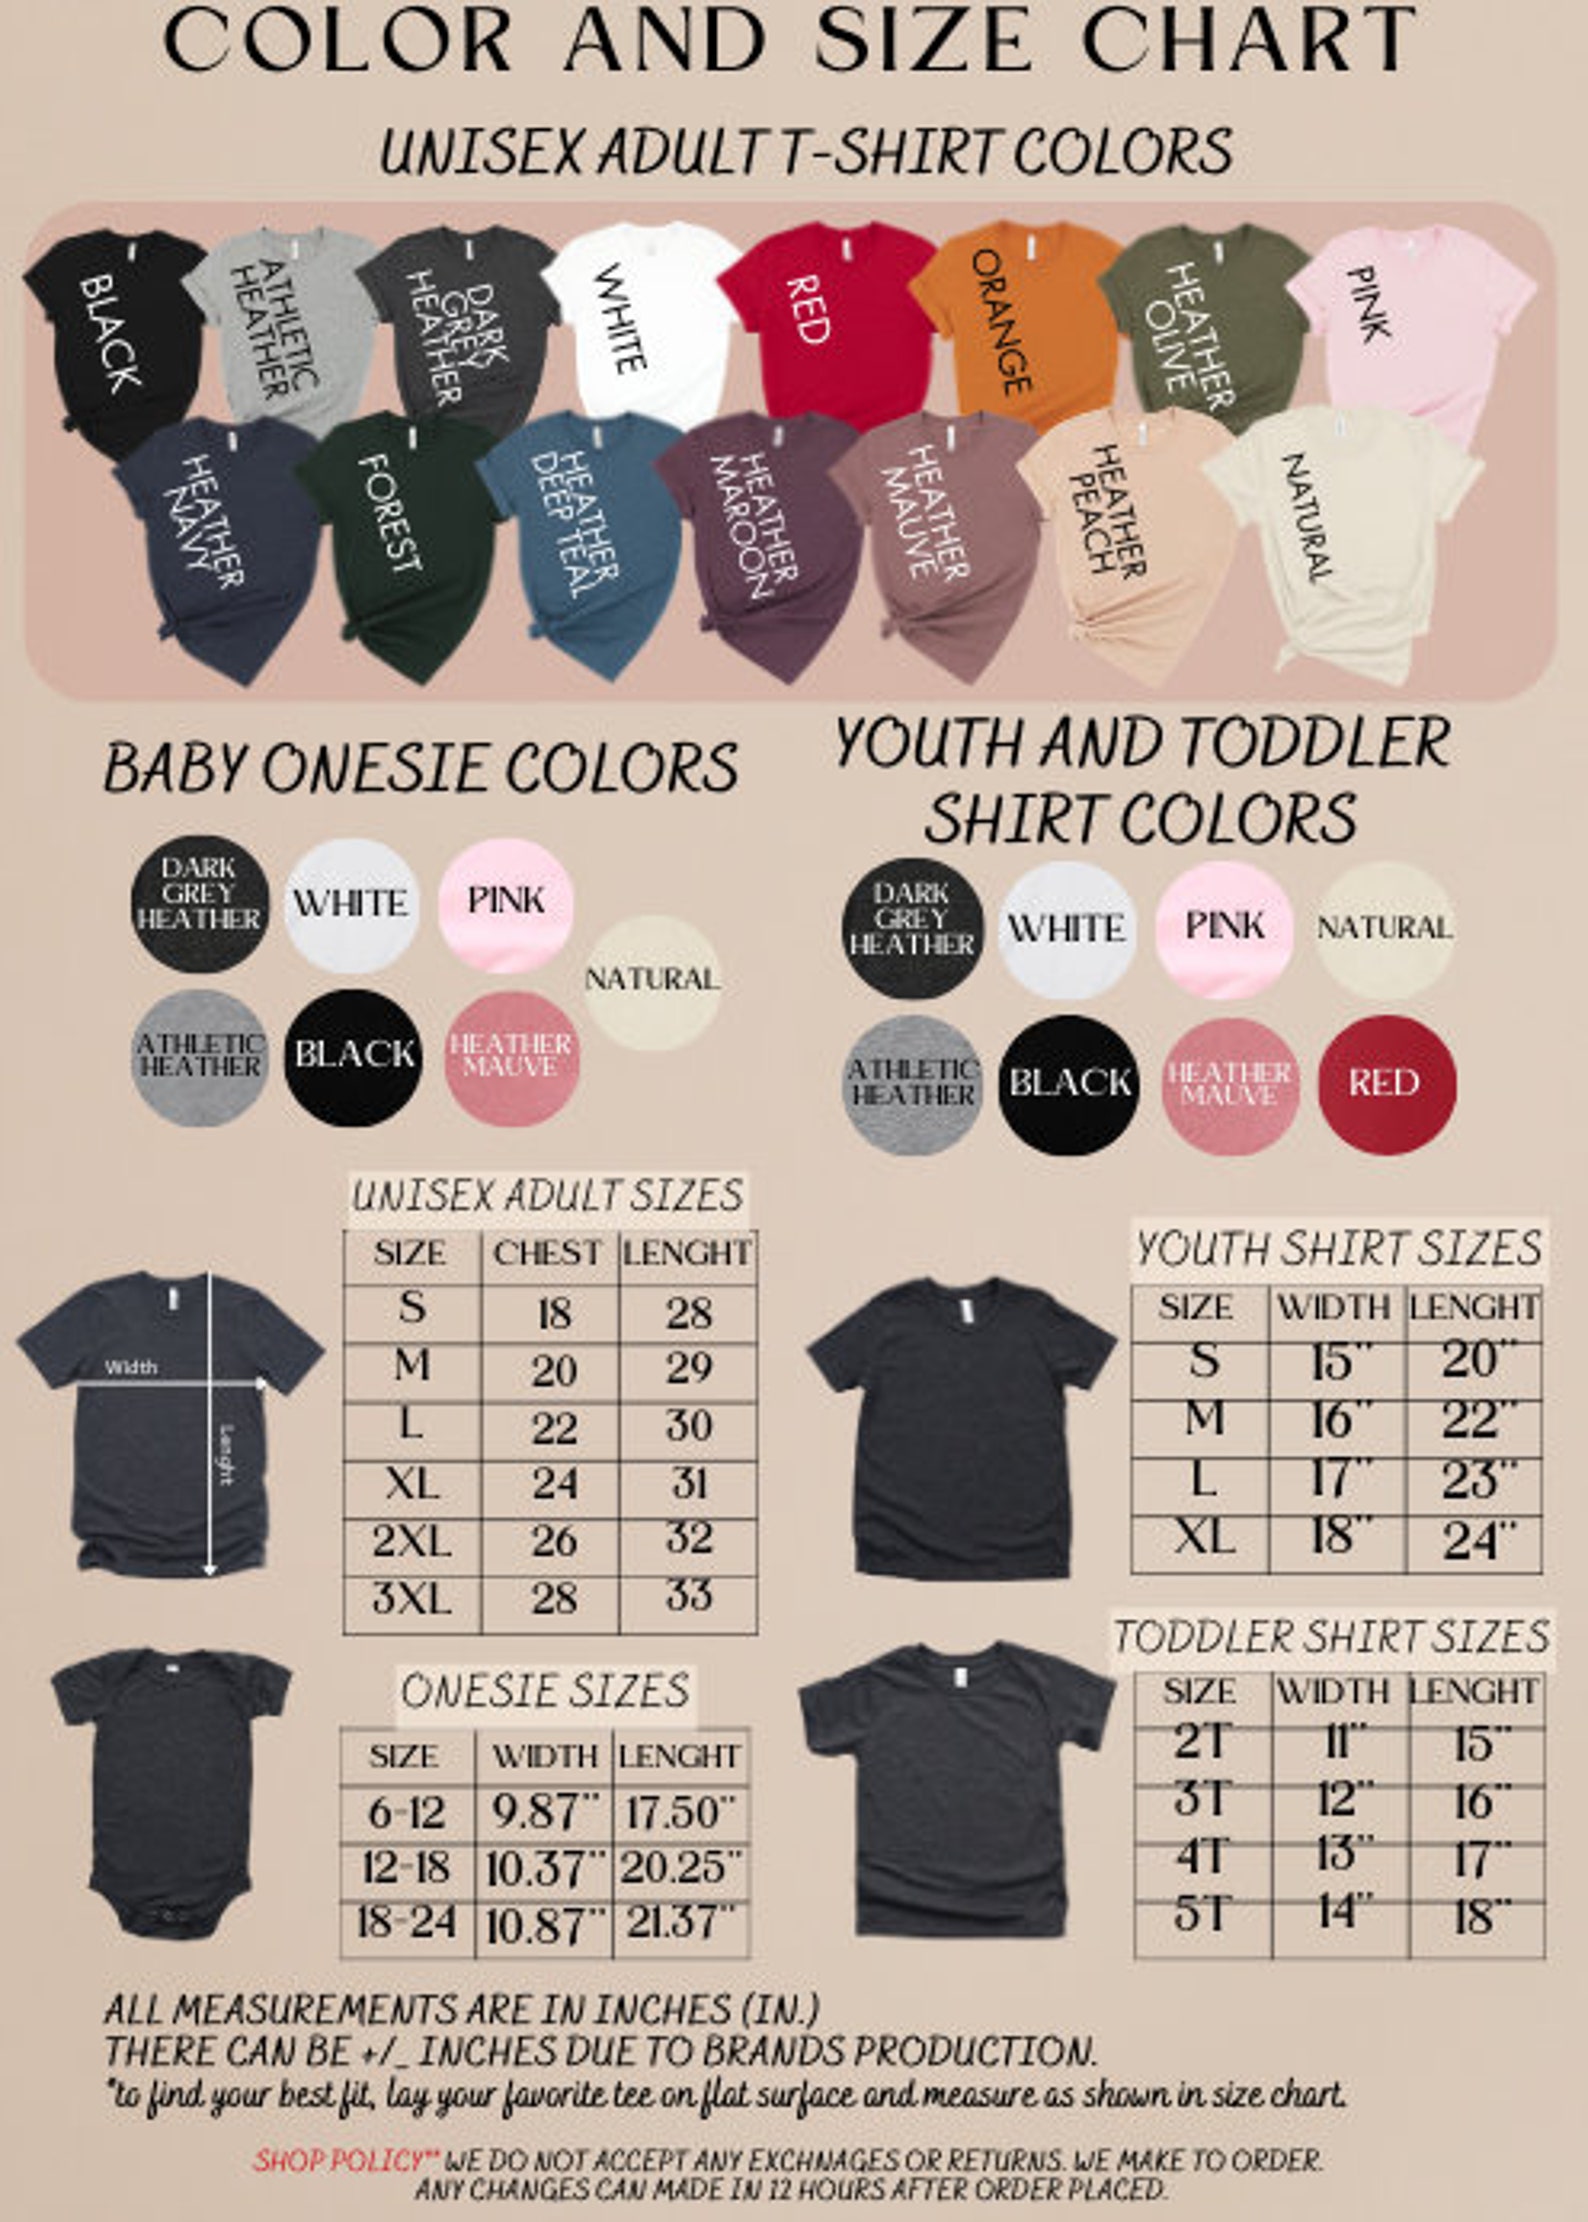 COLOR AND SIZE CHART
UNISEX ADULT T-SHIRT COLORS
BLACK
ATHLETIC
HEATHER
DARK
GREY
HEATHER
WHITE
RED
ORANGE
HEATHER
OLIVE
PINK
HEATHER
NAVY
FOREST
HEATHER
DEEP TEAL
HEATHER
MAROON
HEATHER
MAUVE
HEATHER
PEACH
NATURAL
BABY ONESIE COLORS
DARK
GREY
HEATHER
WHITE
PINK
NATURAL
ATHLETIC
HEATHER
BLACK
HEATHER
MAUVE
YOUTH AND TODDLER
SHIRT COLORS
DARK
GREY
HEATHER
WHITE
PINK
NATURAL
ATHLETIC
HEATHER
BLACK
HEATHER
MAUVE
RED
Width
Lenght
UNISEX ADULT SIZES
SIZE CHEST LENGHT
S 18 28
M 20 29
L 22 30
XL 24 31
2XL 26 32
3XL 28 33
YOUTH SHIRT SIZES
SIZE WIDTH LENGHT
S 15" 20"
M 16" 22"
L 17" 23"
XL 18" 24"
ONESIE SIZES
SIZE WIDTH LENGHT
6-12 9.87" 17.50"
12-18 10.37" 20.25"
18-24 10.87" 21.37"
TODDLER SHIRT SIZES
SIZE WIDTH LENGHT
2T 11" 15"
3T 12" 16"
4T 13" 17"
5T 14" 18"
ALL MEASUREMENTS ARE IN INCHES (IN.)
THERE CAN BE +/_ INCHES DUE TO BRANDS PRODUCTION.
*to find your best fit, lay your favorite tee on flat surface and measure as shown in size chart.
SHOP POLICY** WE DO NOT ACCEPT ANY EXCHNAGES OR RETURNS. WE MAKE TO ORDER.
ANY CHANGES CAN MADE IN 12 HOURS AFTER ORDER PLACED.